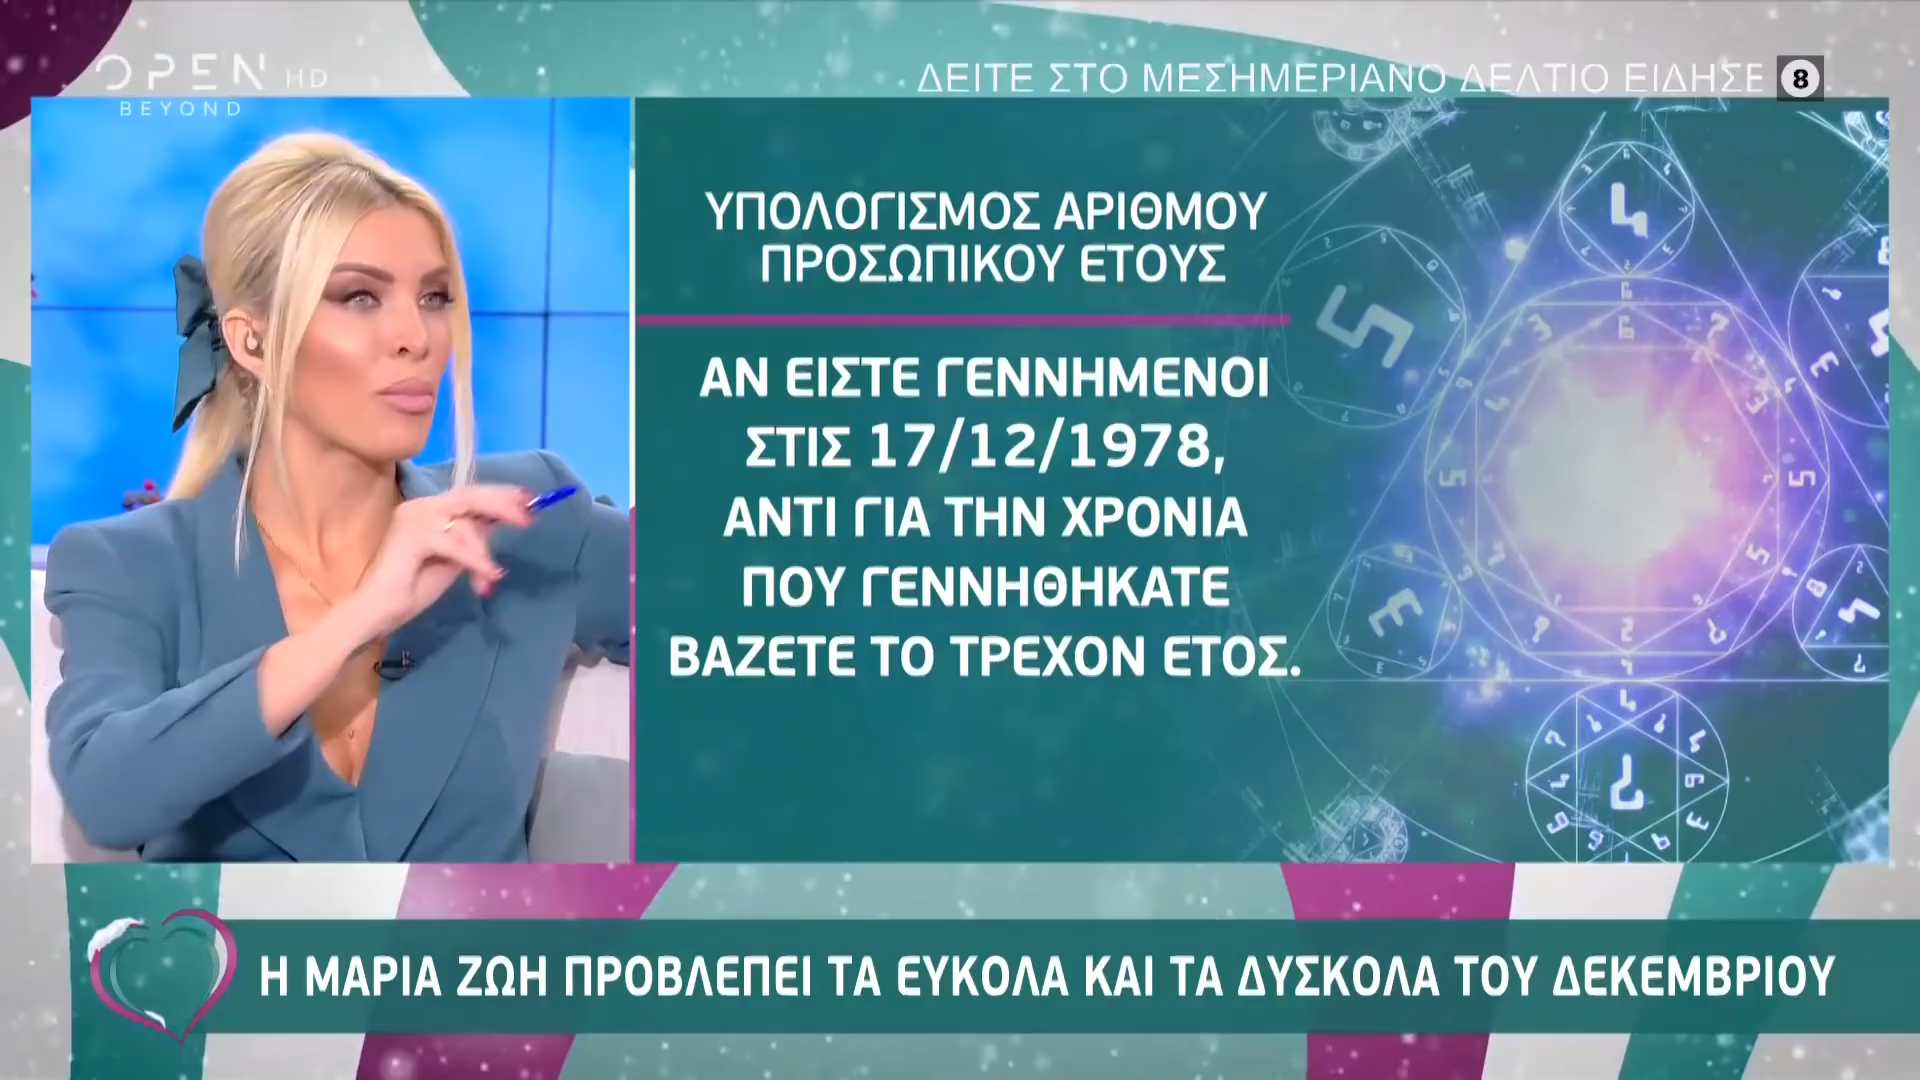 OPEN HD
BEYOND
ΔΕΙΤΕ ΣΤΟ ΜΕΣΗΜΕΡΙΑΝΟ ΔΕΛΤΙΟ ΕΙΔΗΣΕ
8
ΥΠΟΛΟΓΙΣΜΟΣ ΑΡΙΘΜΟΥ
ΠΡΟΣΩΠΙΚΟΥ ΕΤΟΥΣ
ΑΝ ΕΙΣΤΕ ΓΕΝΝΗΜΕΝΟΙ
ΣΤΙΣ 17/12/1978,
ΑΝΤΙ ΓΙΑ ΤΗΝ ΧΡΟΝΙΑ
ΠΟΥ ΓΕΝΝΗΘΗΚΑΤΕ
ΒΑΖΕΤΕ ΤΟ ΤΡΕΧΟΝ ΕΤΟΣ.
Η ΜΑΡΙΑ ΖΩΗ ΠΡΟΒΛΕΠΕΙ ΤΑ ΕΥΚΟΛΑ ΚΑΙ ΤΑ ΔΥΣΚΟΛΑ ΤΟΥ ΔΕΚΕΜΒΡΙΟΥ